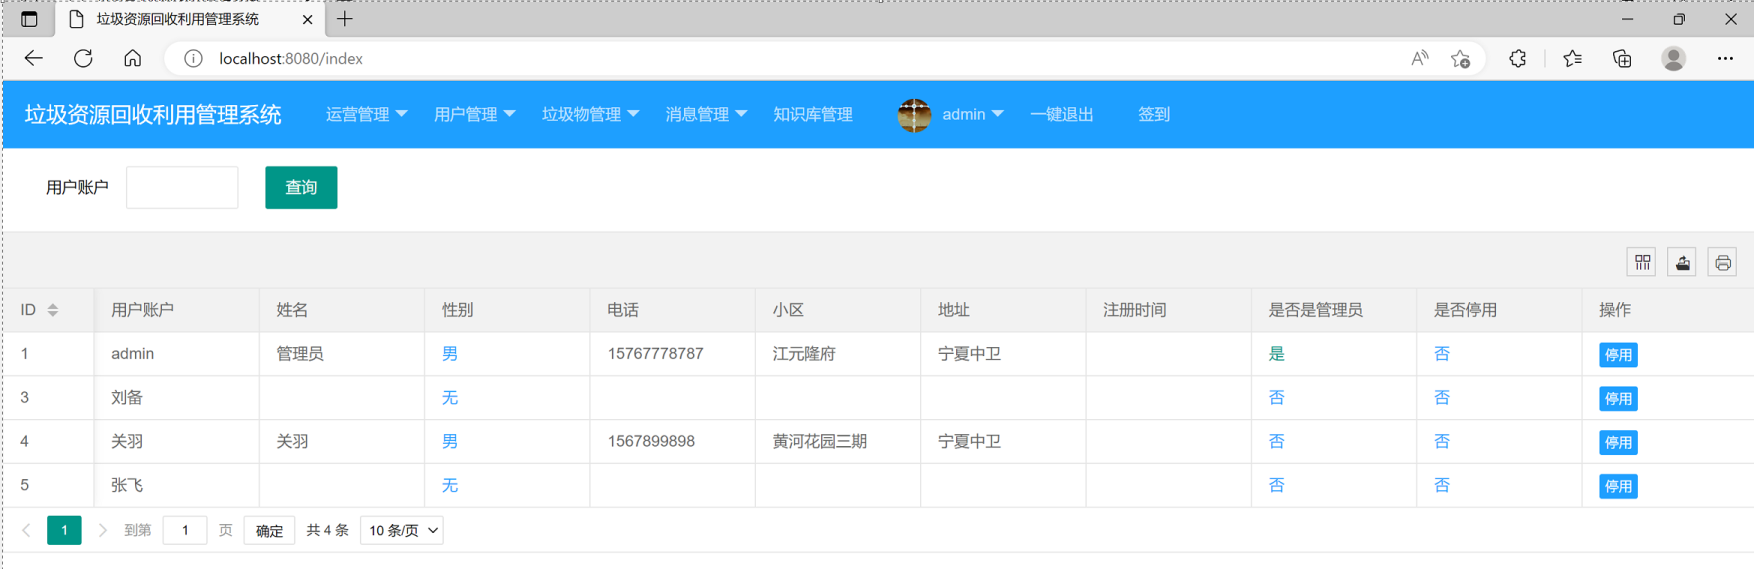 垃圾资源回收利用管理系统
localhost:8080/index
垃圾资源回收利用管理系统 运营管理 用户管理 垃圾物管理 消息管理 知识库管理 admin 一键退出 签到
用户账户 查询
ID 用户账户 姓名 性别 电话 小区 地址 注册时间 是否是管理员 是否停用 操作
1 admin 管理员 男 15767778787 江元隆府 宁夏中卫 是 否 停用
3 刘备 无 否 否 停用
4 关羽 关羽 男 1567899898 黄河花园三期 宁夏中卫 否 否 停用
5 张飞 无 否 否 停用
1 到第 1 页 确定 共 4 条 10 条/页